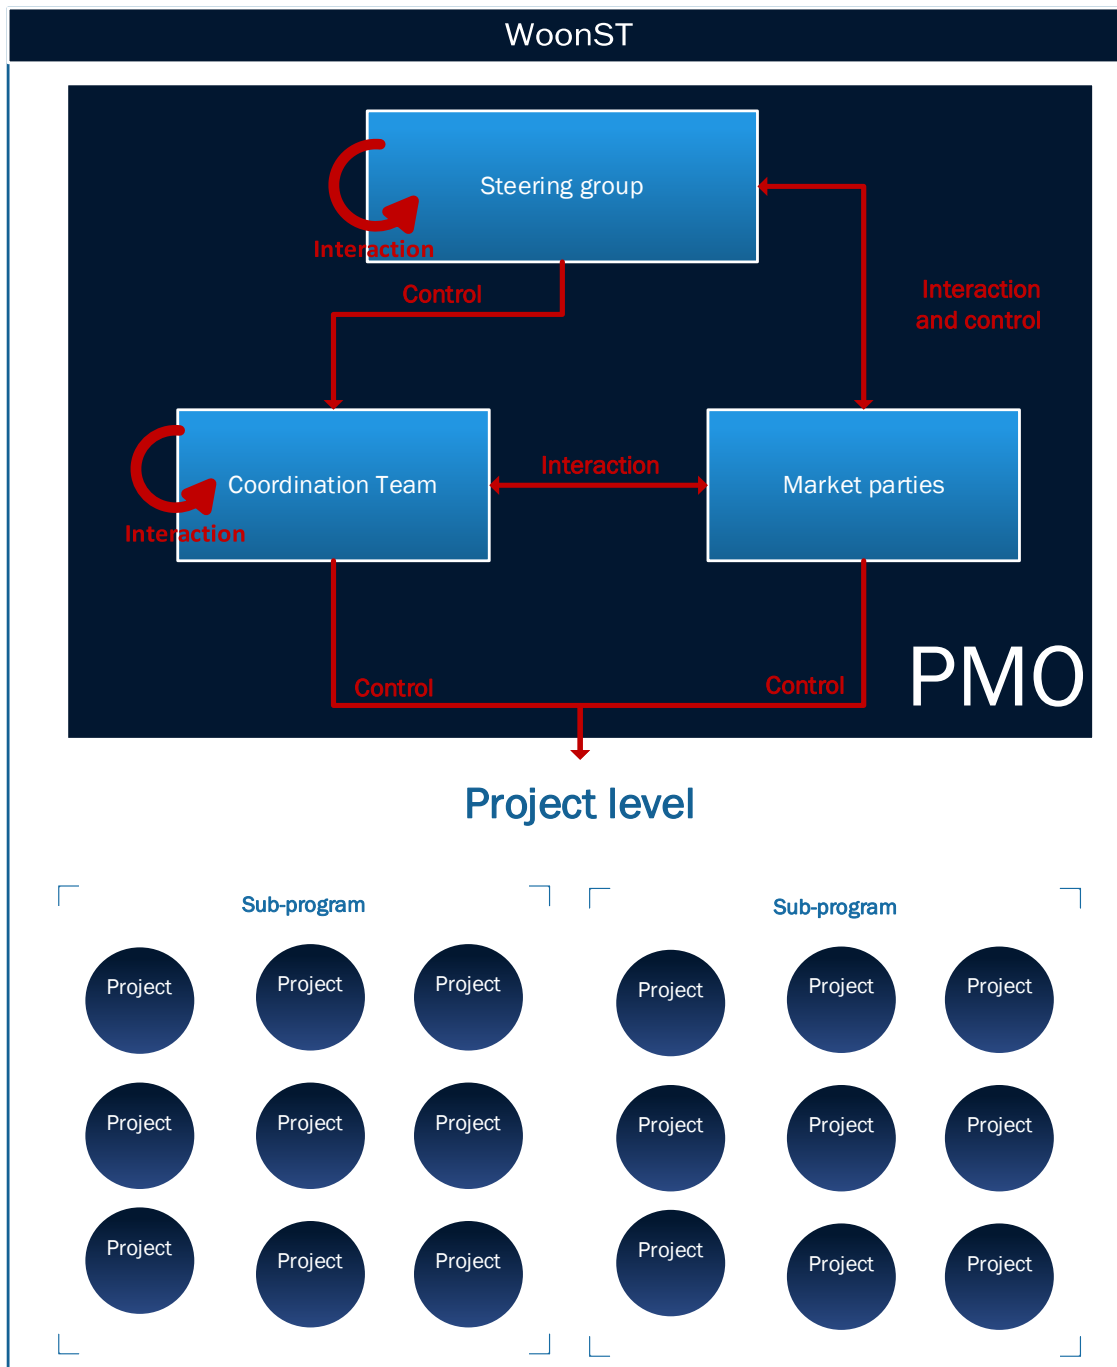 WoonST
Steering group
Interaction
Control
Interaction
and control
Coordination Team
Interaction
Market parties
Interaction
PMO
Control
Control
Project level
Sub-program
Project
Project
Project
Project
Project
Project
Project
Project
Project
Sub-program
Project
Project
Project
Project
Project
Project
Project
Project
Project